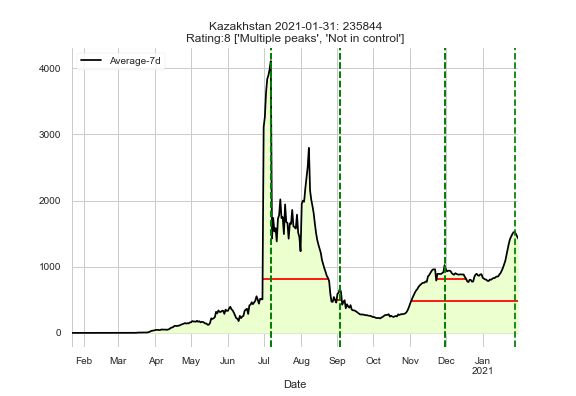 Kazakhstan 2021-01-31: 235844
Rating:8 ['Multiple peaks', 'Not in control']
Average-7d
4000
3000
2000
1000
0
Feb Mar Apr May Jun Jul Aug Sep Oct Nov Dec Jan
2021
Date